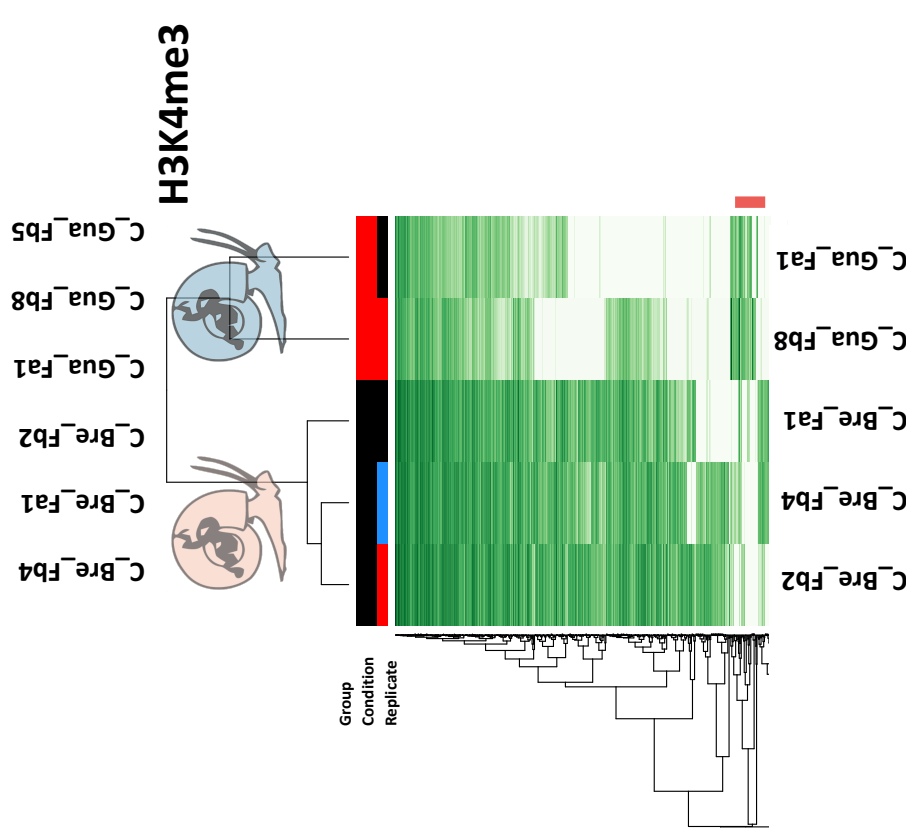 H3K4me3
C_Gua_Fb5
C_Gua_Fb8
C_Gua_Fa1
C_Bre_Fb2
C_Bre_Fa1
C_Bre_Fb4
C_Gua_Fa1
C_Gua_Fb8
C_Bre_Fa1
C_Bre_Fb4
C_Bre_Fb2
Group
Condition
Replicate